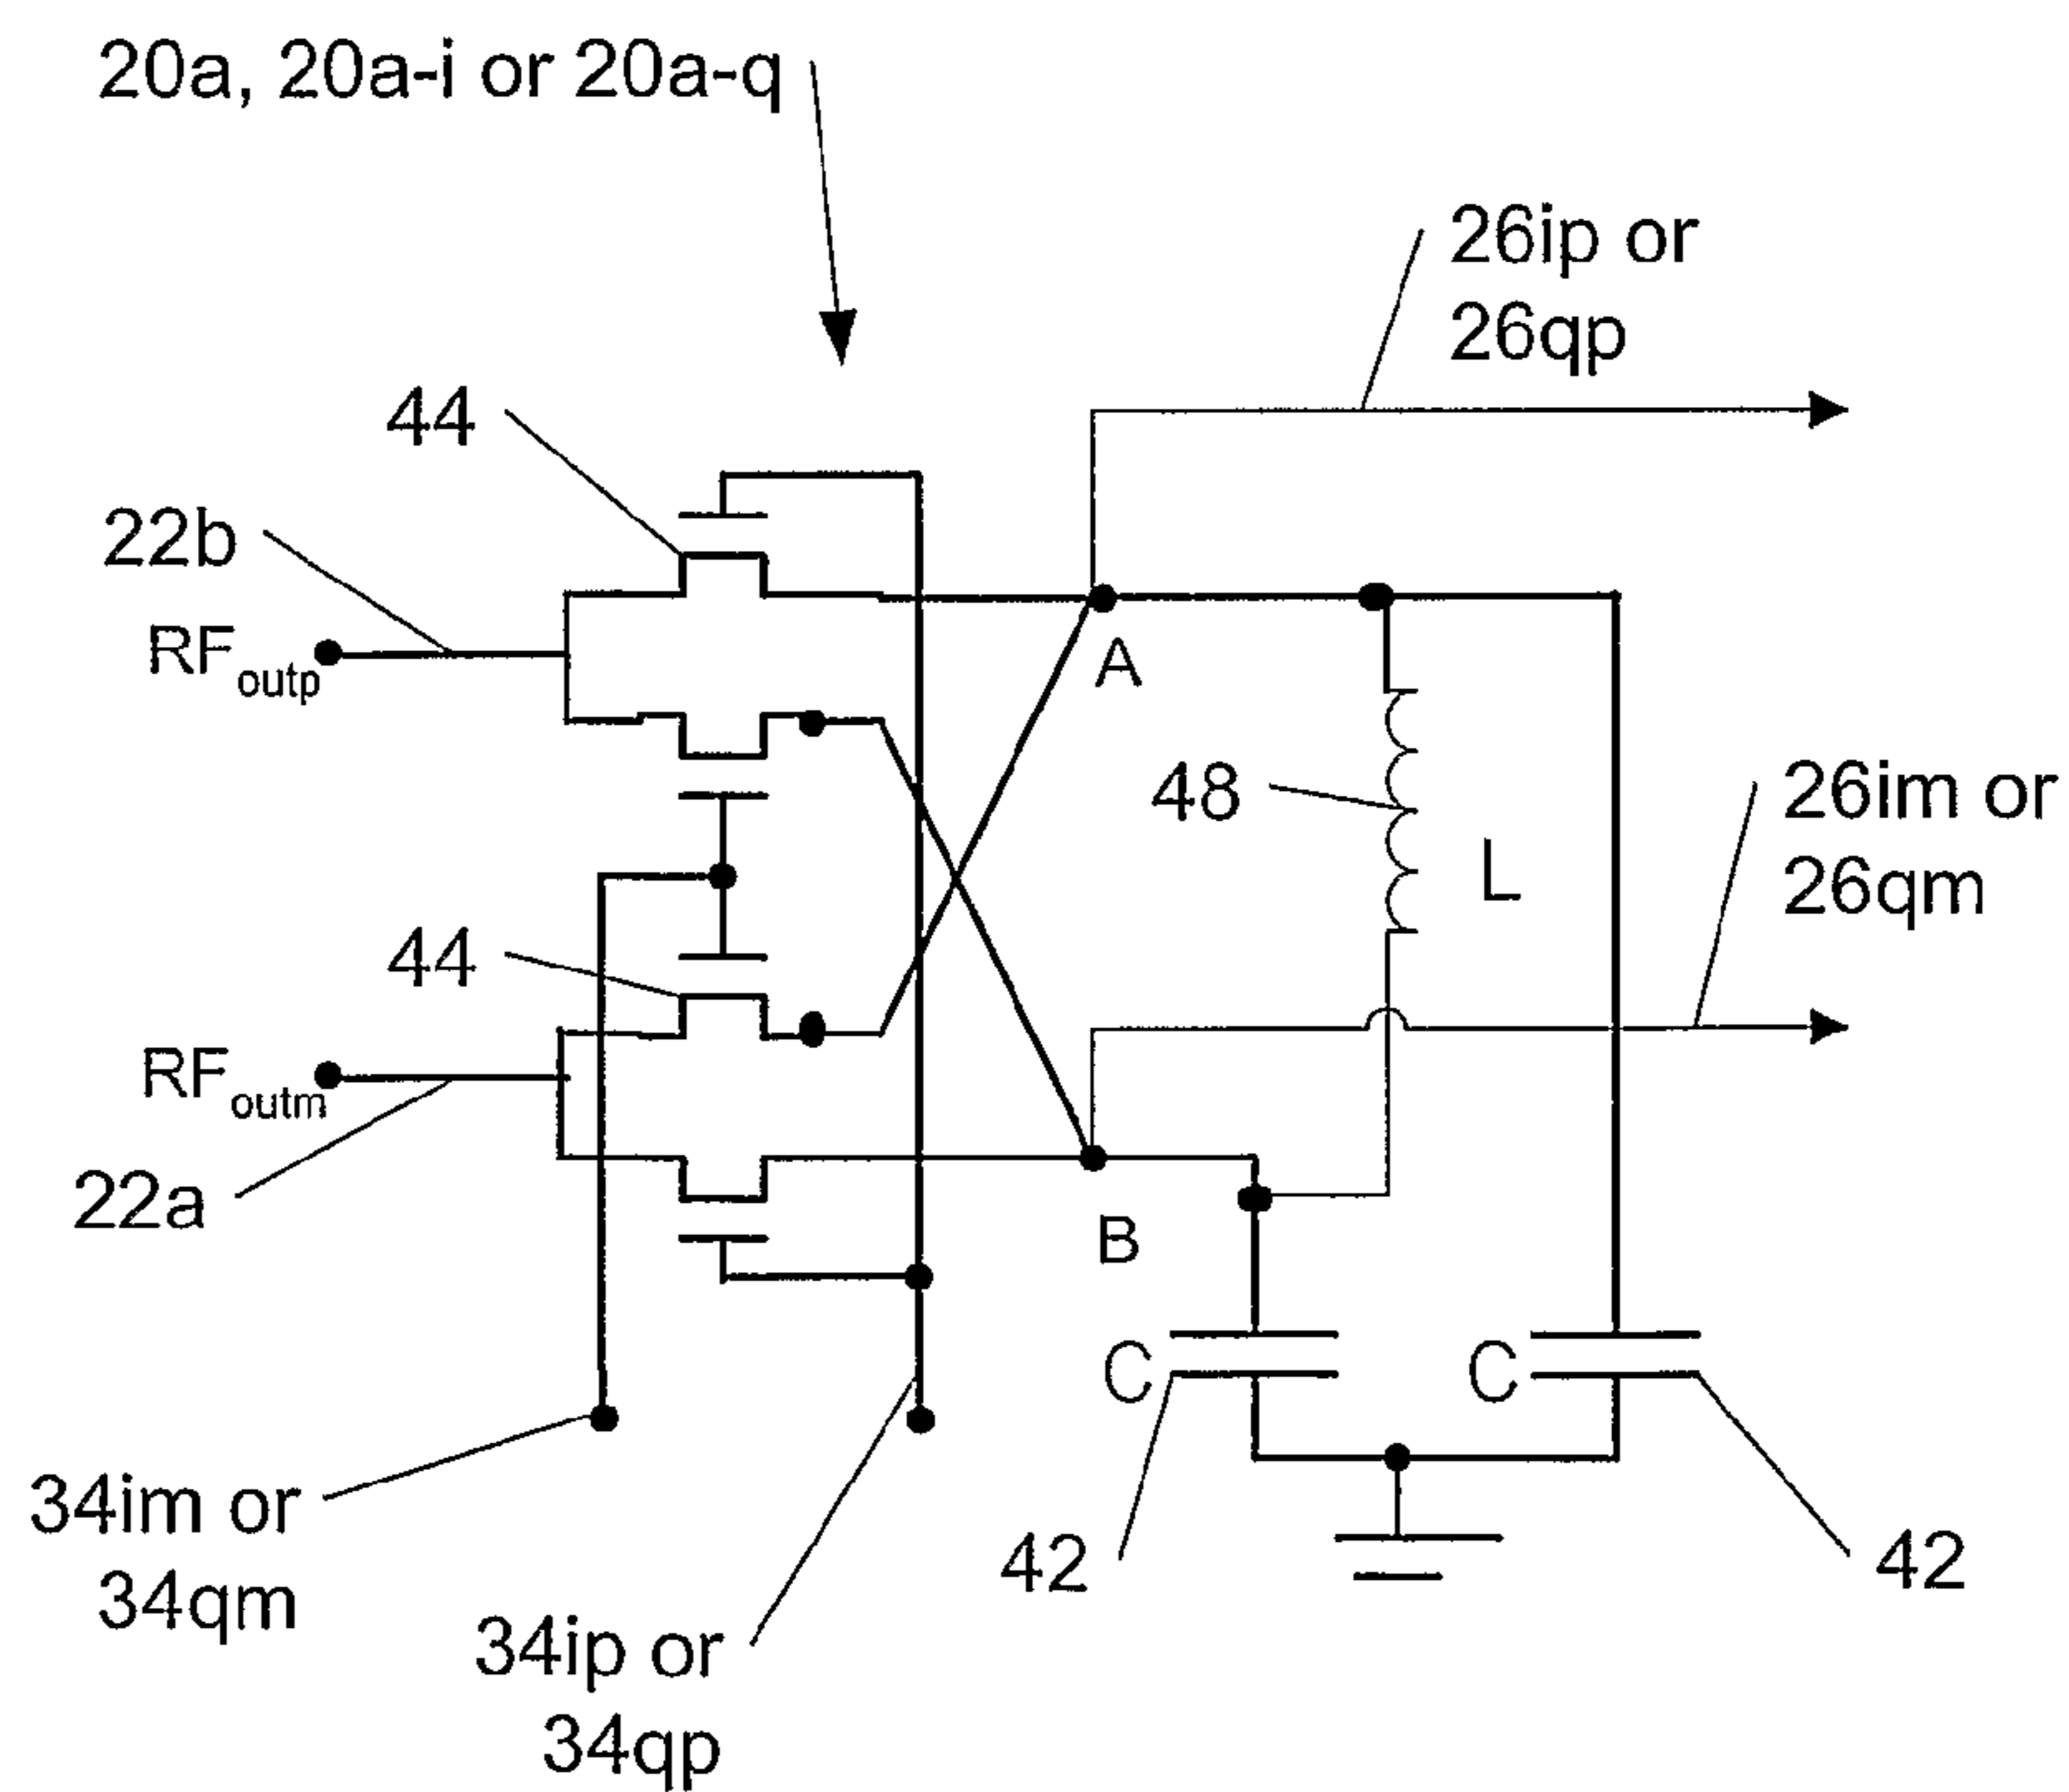 20a, 20a-i or 20a-q
26ip or
26qp
44
22b
RFoutp
A
48
L
26im or
26qm
44
RFoutm
22a
B
C
C
42
42
34im or
34qm
34ip or
34qp